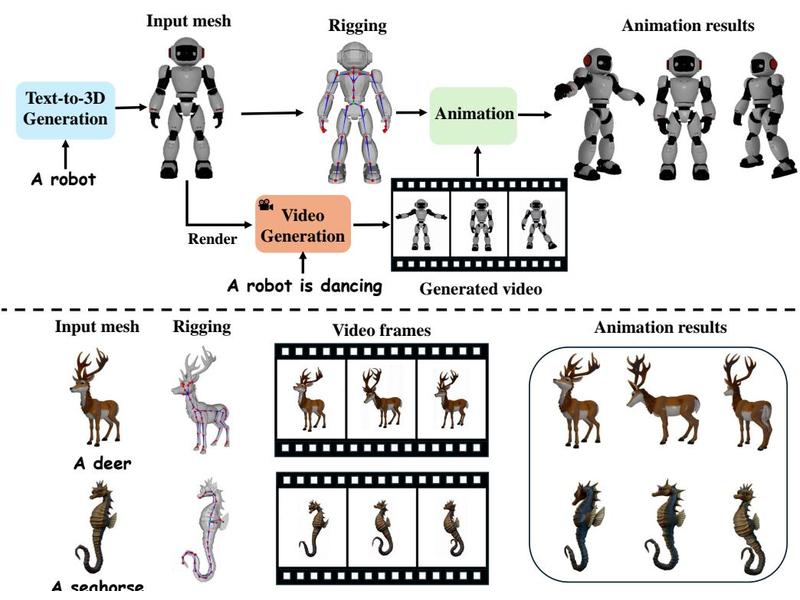 Input mesh
Rigging
Animation results
Text-to-3D
Generation
Animation
A robot
Video
Generation
Render
A robot is dancing
Generated video
Input mesh
Rigging
Video frames
Animation results
A deer
A seahorse